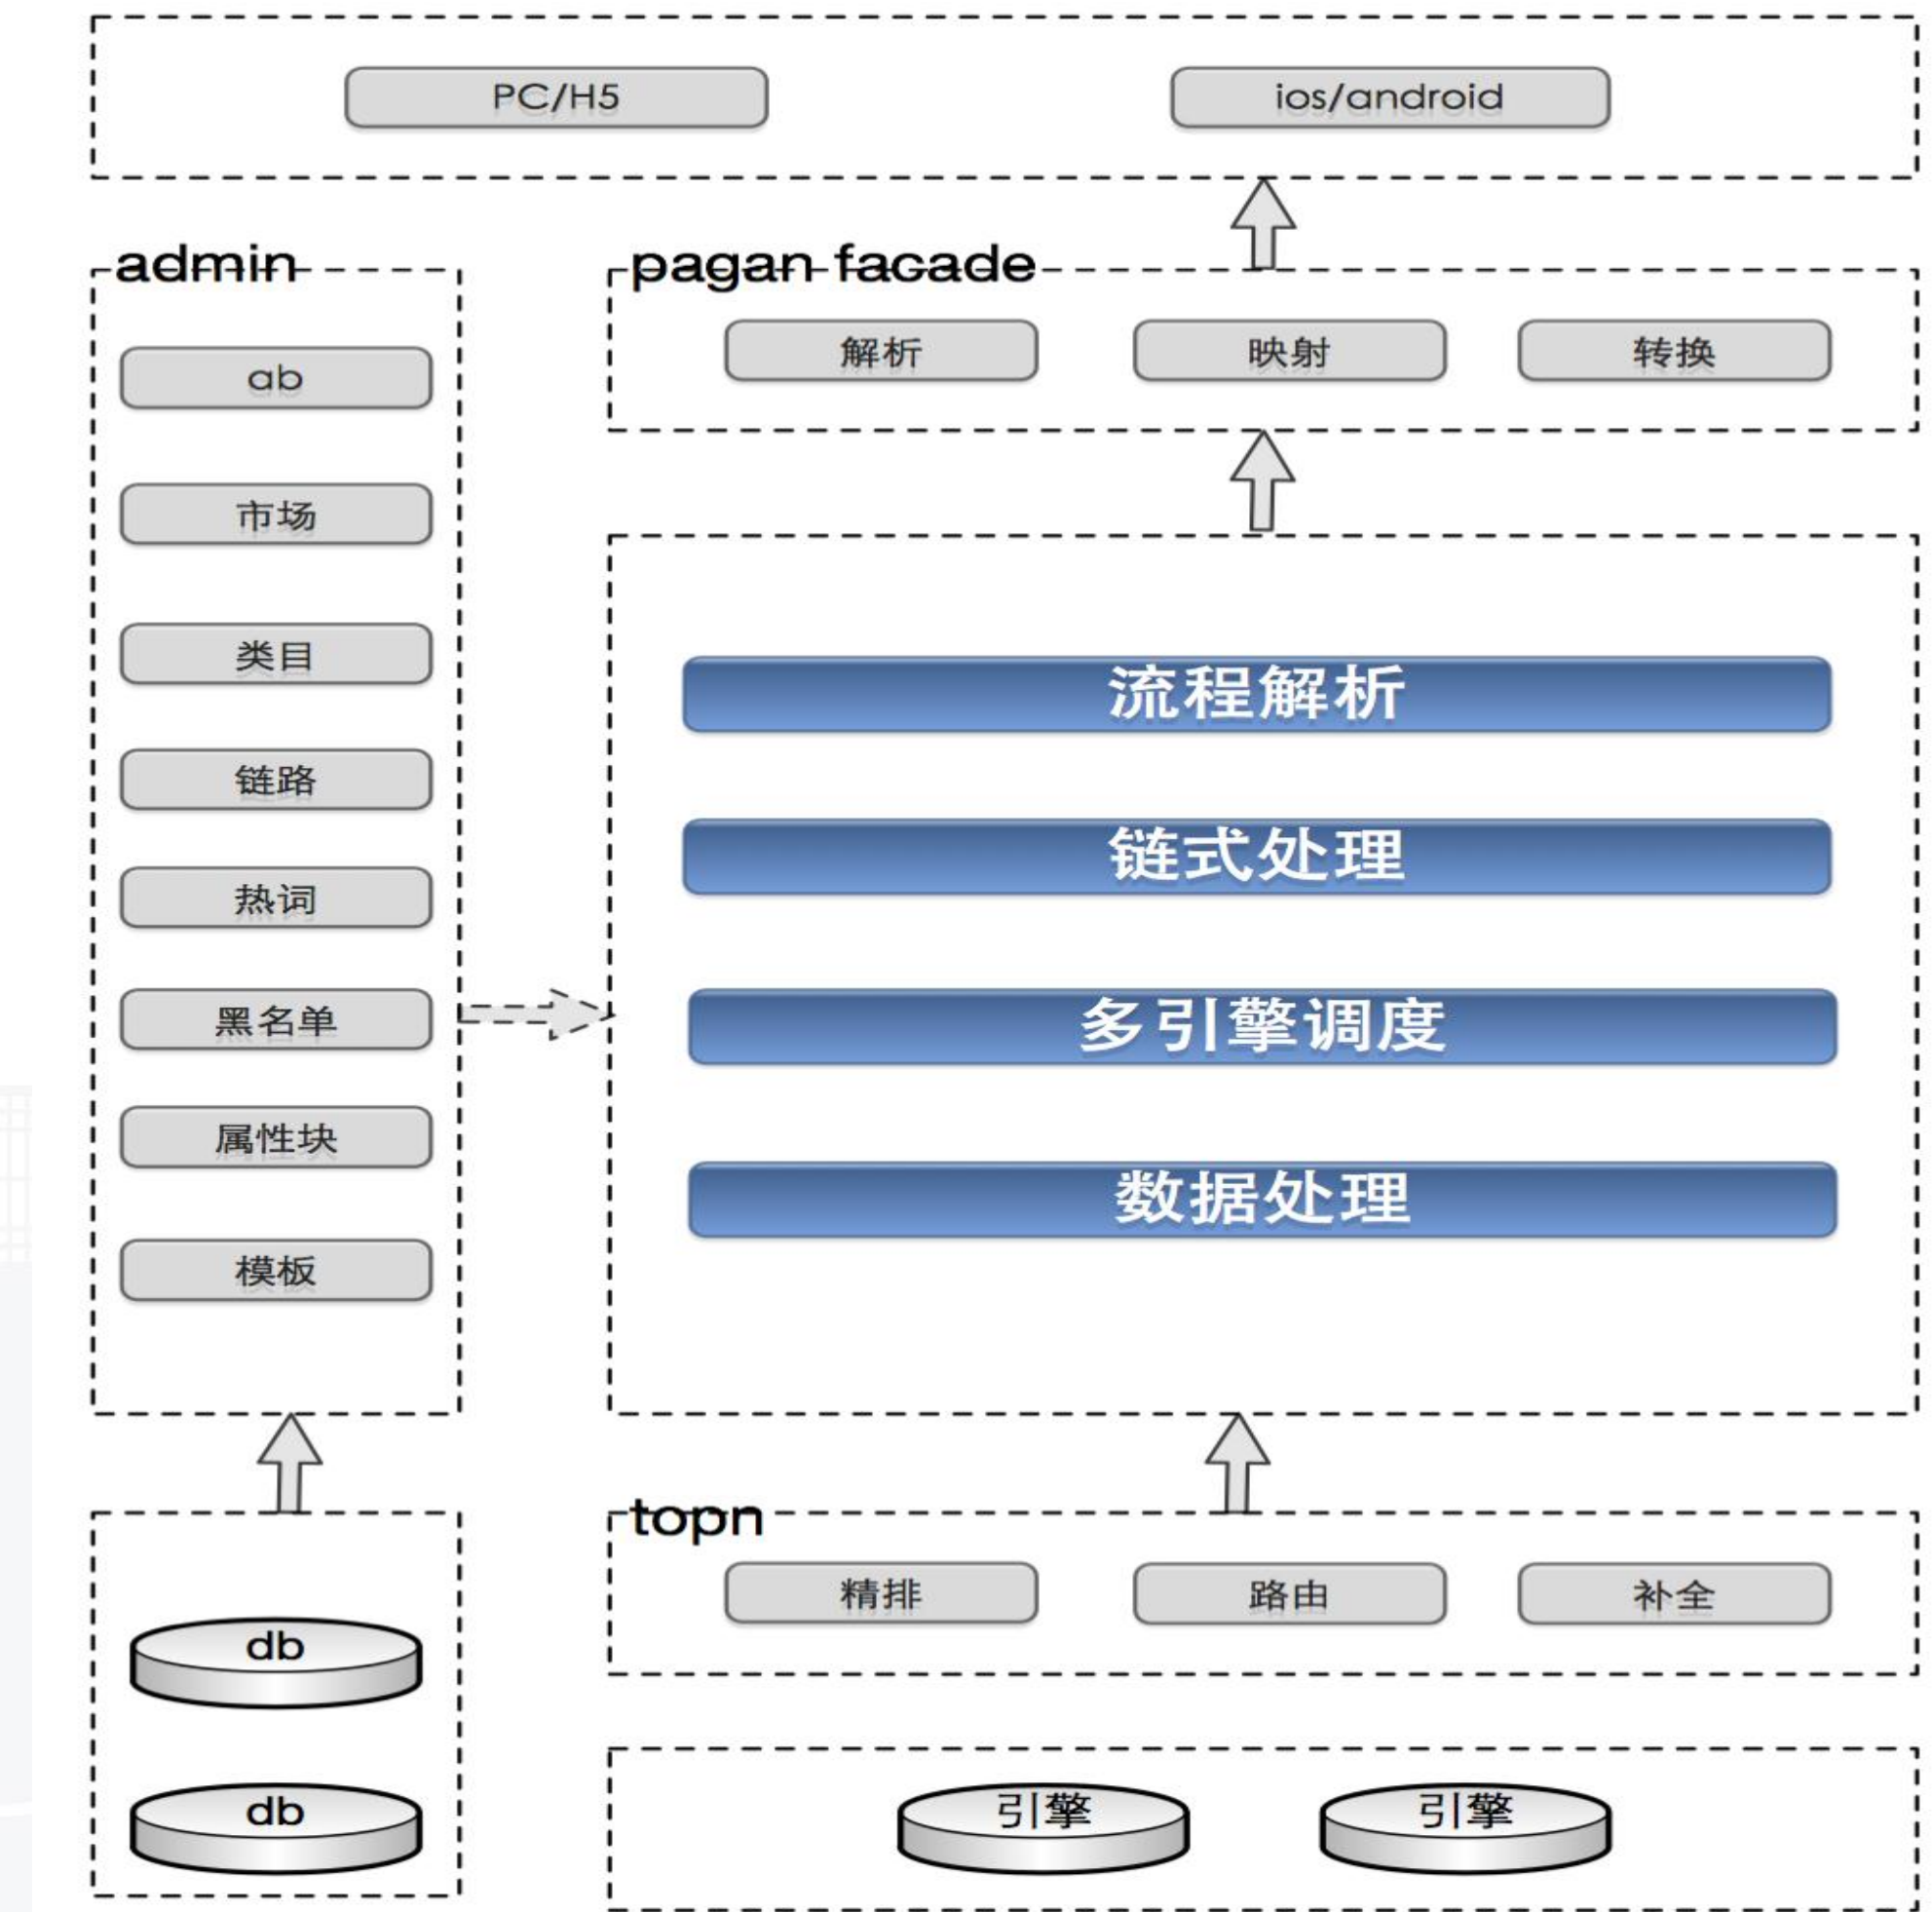 PC/H5
ios/android
admin
ab
市场
类目
链路
热词
黑名单
属性块
模板
pagan facade
解析
映射
转换
流程解析
链式处理
多引擎调度
数据处理
topn
精排
路由
补全
db
db
引擎
引擎